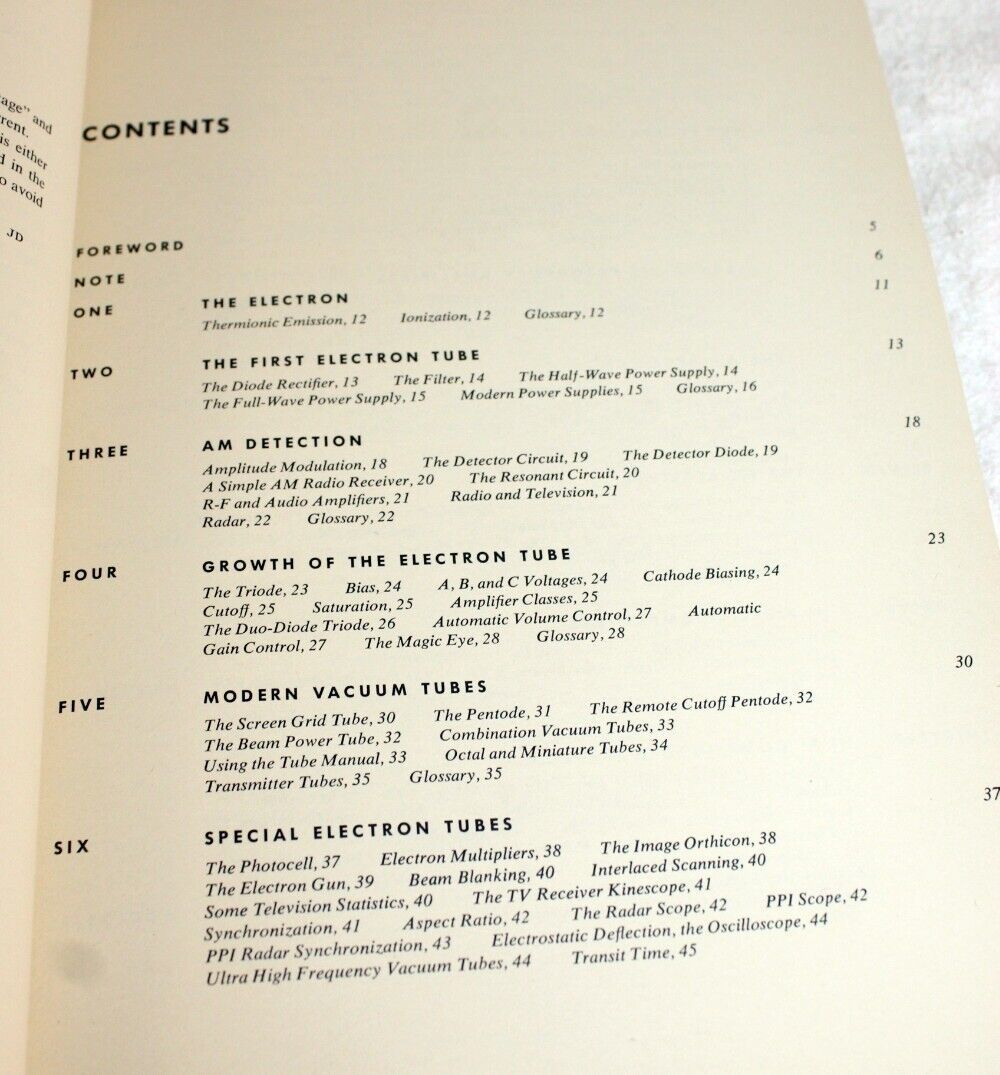 age" and
rent.
is either
d in the
o avoid
JD
CONTENTS
FOREWORD 5
NOTE 6
ONE THE ELECTRON 11
Thermionic Emission, 12 Ionization, 12 Glossary, 12
TWO THE FIRST ELECTRON TUBE 13
The Diode Rectifier, 13 The Filter, 14 The Half-Wave Power Supply, 14
The Full-Wave Power Supply, 15 Modern Power Supplies, 15 Glossary, 16
THREE AM DETECTION 18
Amplitude Modulation, 18 The Detector Circuit, 19 The Detector Diode, 19
A Simple AM Radio Receiver, 20 The Resonant Circuit, 20
R-F and Audio Amplifiers, 21 Radio and Television, 21
Radar, 22 Glossary, 22
FOUR GROWTH OF THE ELECTRON TUBE 23
The Triode, 23 Bias, 24 A, B, and C Voltages, 24 Cathode Biasing, 24
Cutoff, 25 Saturation, 25 Amplifier Classes, 25
The Duo-Diode Triode, 26 Automatic Volume Control, 27 Automatic
Gain Control, 27 The Magic Eye, 28 Glossary, 28
FIVE MODERN VACUUM TUBES 30
The Screen Grid Tube, 30 The Pentode, 31 The Remote Cutoff Pentode, 32
The Beam Power Tube, 32 Combination Vacuum Tubes, 33
Using the Tube Manual, 33 Octal and Miniature Tubes, 34
Transmitter Tubes, 35 Glossary, 35
SIX SPECIAL ELECTRON TUBES 37
The Photocell, 37 Electron Multipliers, 38 The Image Orthicon, 38
The Electron Gun, 39 Beam Blanking, 40 Interlaced Scanning, 40
Some Television Statistics, 40 The TV Receiver Kinescope, 41
Synchronization, 41 Aspect Ratio, 42 The Radar Scope, 42 PPI Scope, 42
PPI Radar Synchronization, 43 Electrostatic Deflection, the Oscilloscope, 44
Ultra High Frequency Vacuum Tubes, 44 Transit Time, 45